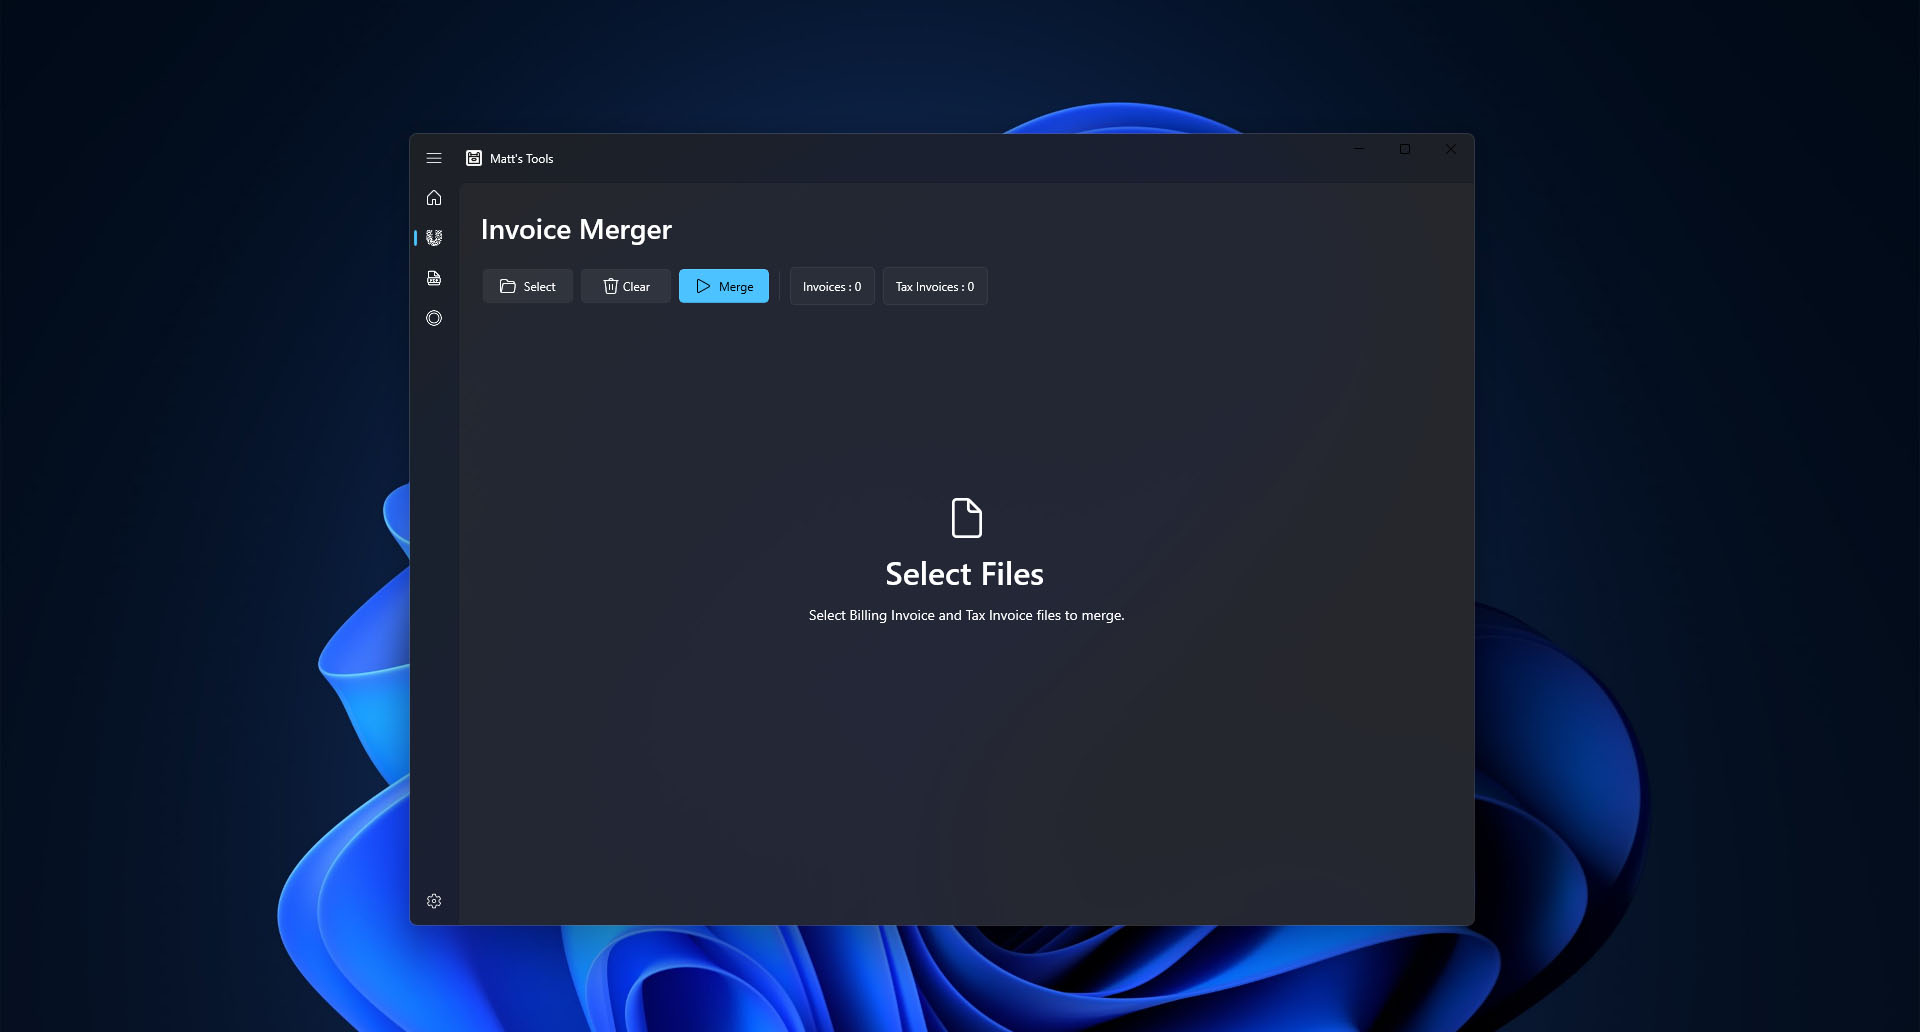 Matt's Tools
Invoice Merger
Select
Clear
Merge
Invoices : 0
Tax Invoices : 0
Select Files
Select Billing Invoice and Tax Invoice files to merge.